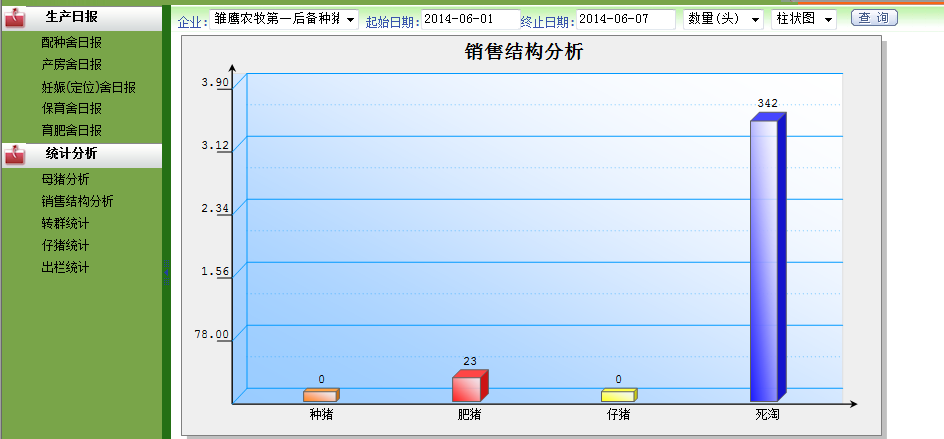 生产日报
配种舍日报
产房舍日报
妊娠(定位)舍日报
保育舍日报
育肥舍日报
统计分析
母猪分析
销售结构分析
转群统计
仔猪统计
出栏统计
企业: 雏鹰农牧第一后备种猪 起始日期: 2014-06-01 终止日期: 2014-06-07 数量(头) 柱状图 查 询
销售结构分析
3.90
3.12
2.34
1.56
78.00
0
23
0
342
种猪 肥猪 仔猪 死淘